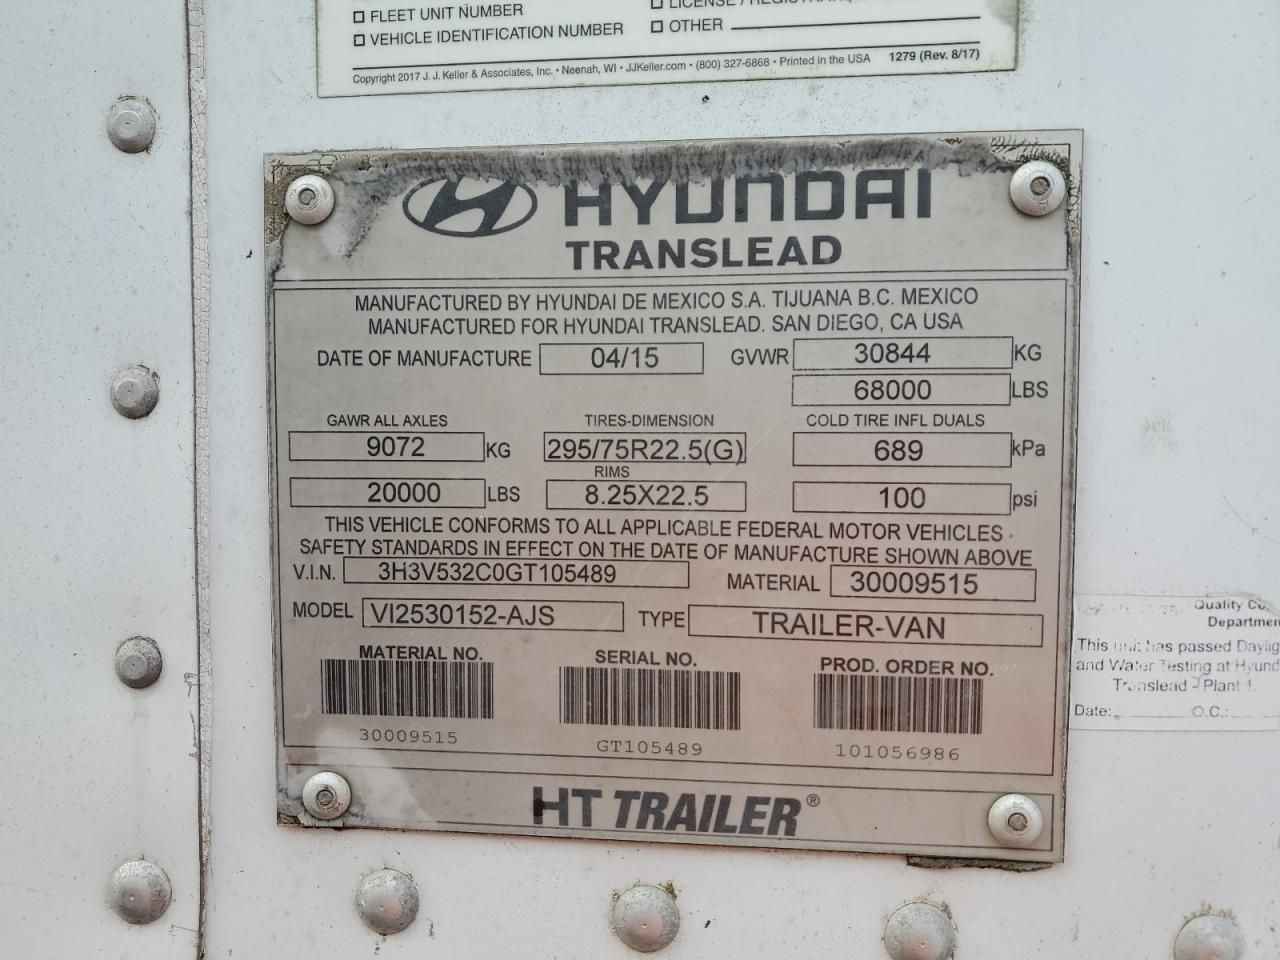 FLEET UNIT NUMBER
VEHICLE IDENTIFICATION NUMBER
OTHER
Copyright 2017 J. J. Keller & Associates, Inc. • Neenah, WI • JJKeller.com • (800) 327-6868 • Printed in the USA 1279 (Rev. 8/17)
HYUNDAI
TRANSLEAD
MANUFACTURED BY HYUNDAI DE MEXICO S.A. TIJUANA B.C. MEXICO
MANUFACTURED FOR HYUNDAI TRANSLEAD. SAN DIEGO, CA USA
DATE OF MANUFACTURE 04/15 GVWR 30844 KG
68000 LBS
GAWR ALL AXLES TIRES-DIMENSION COLD TIRE INFL DUALS
9072 KG 295/75R22.5(G) 689 kPa
RIMS
20000 LBS 8.25X22.5 100 psi
THIS VEHICLE CONFORMS TO ALL APPLICABLE FEDERAL MOTOR VEHICLES
SAFETY STANDARDS IN EFFECT ON THE DATE OF MANUFACTURE SHOWN ABOVE
V.I.N. 3H3V532C0GT105489 MATERIAL 30009515
MODEL VI2530152-AJS TYPE TRAILER-VAN
MATERIAL NO. SERIAL NO. PROD. ORDER NO.
30009515 GT105489 101056986
HT TRAILER®
Quality
Department
This unit has passed
and Water Testing at
Translead - Plant 1.
Date: Q.C.: